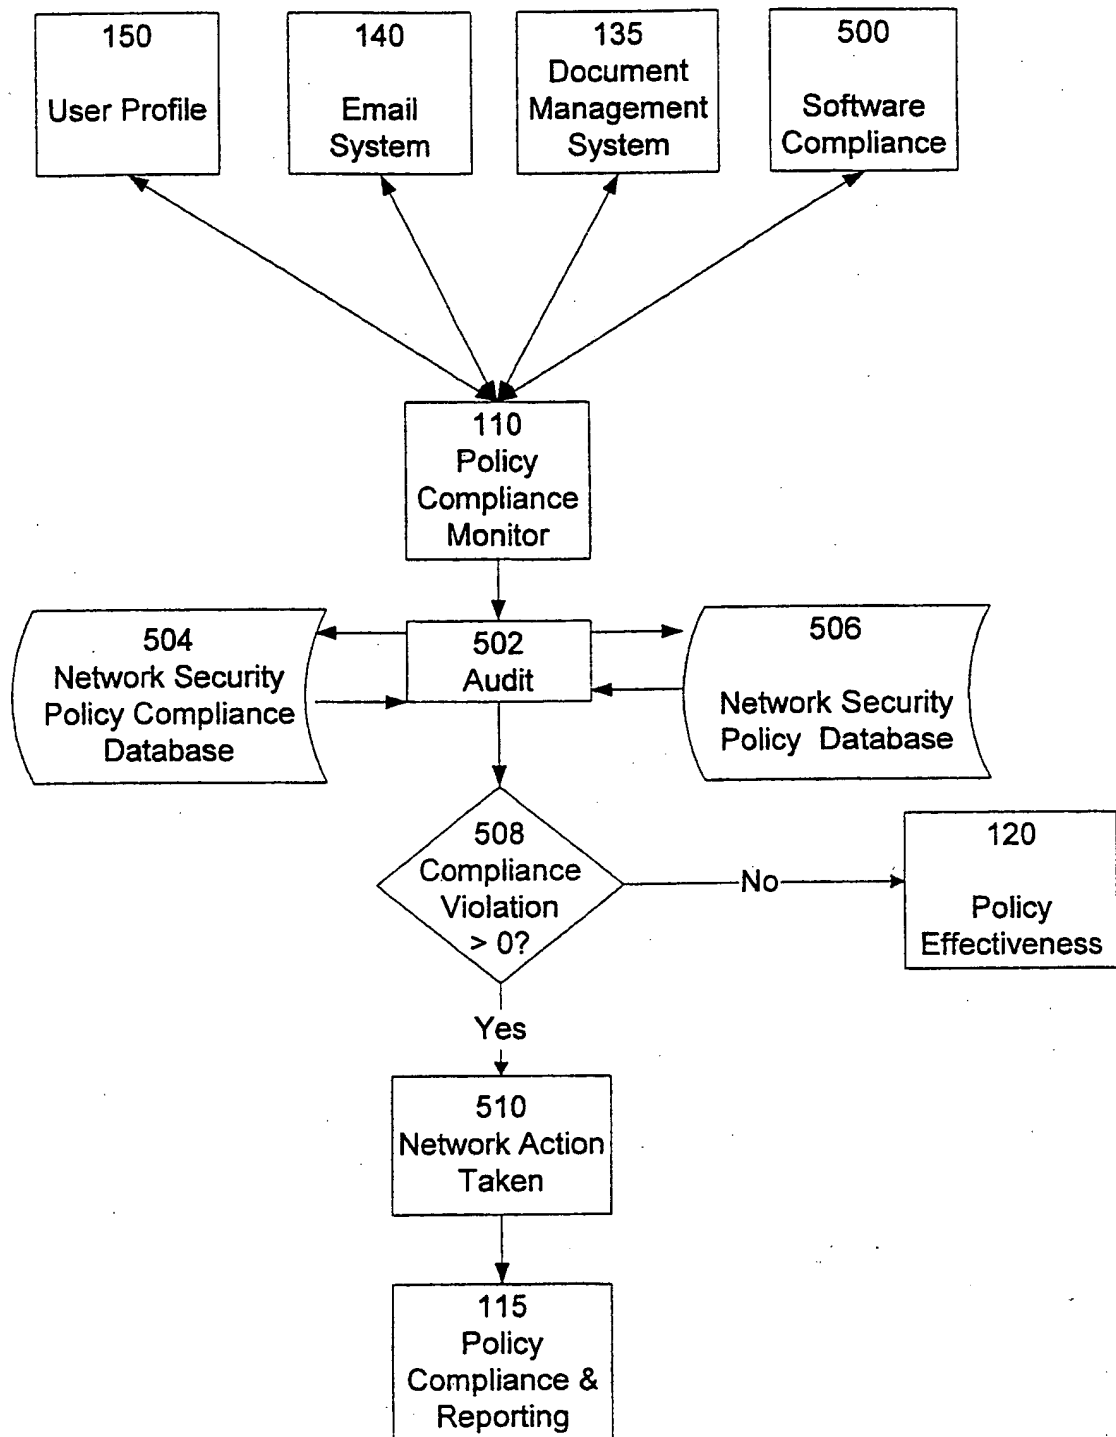 150
User Profile
140
Email
System
135
Document
Management
System
500
Software
Compliance
110
Policy
Compliance
Monitor
504
Network Security
Policy Compliance
Database
502
Audit
506
Network Security
Policy Database
508
Compliance
Violation
> 0?
No
120
Policy
Effectiveness
Yes
510
Network Action
Taken
115
Policy
Compliance &
Reporting